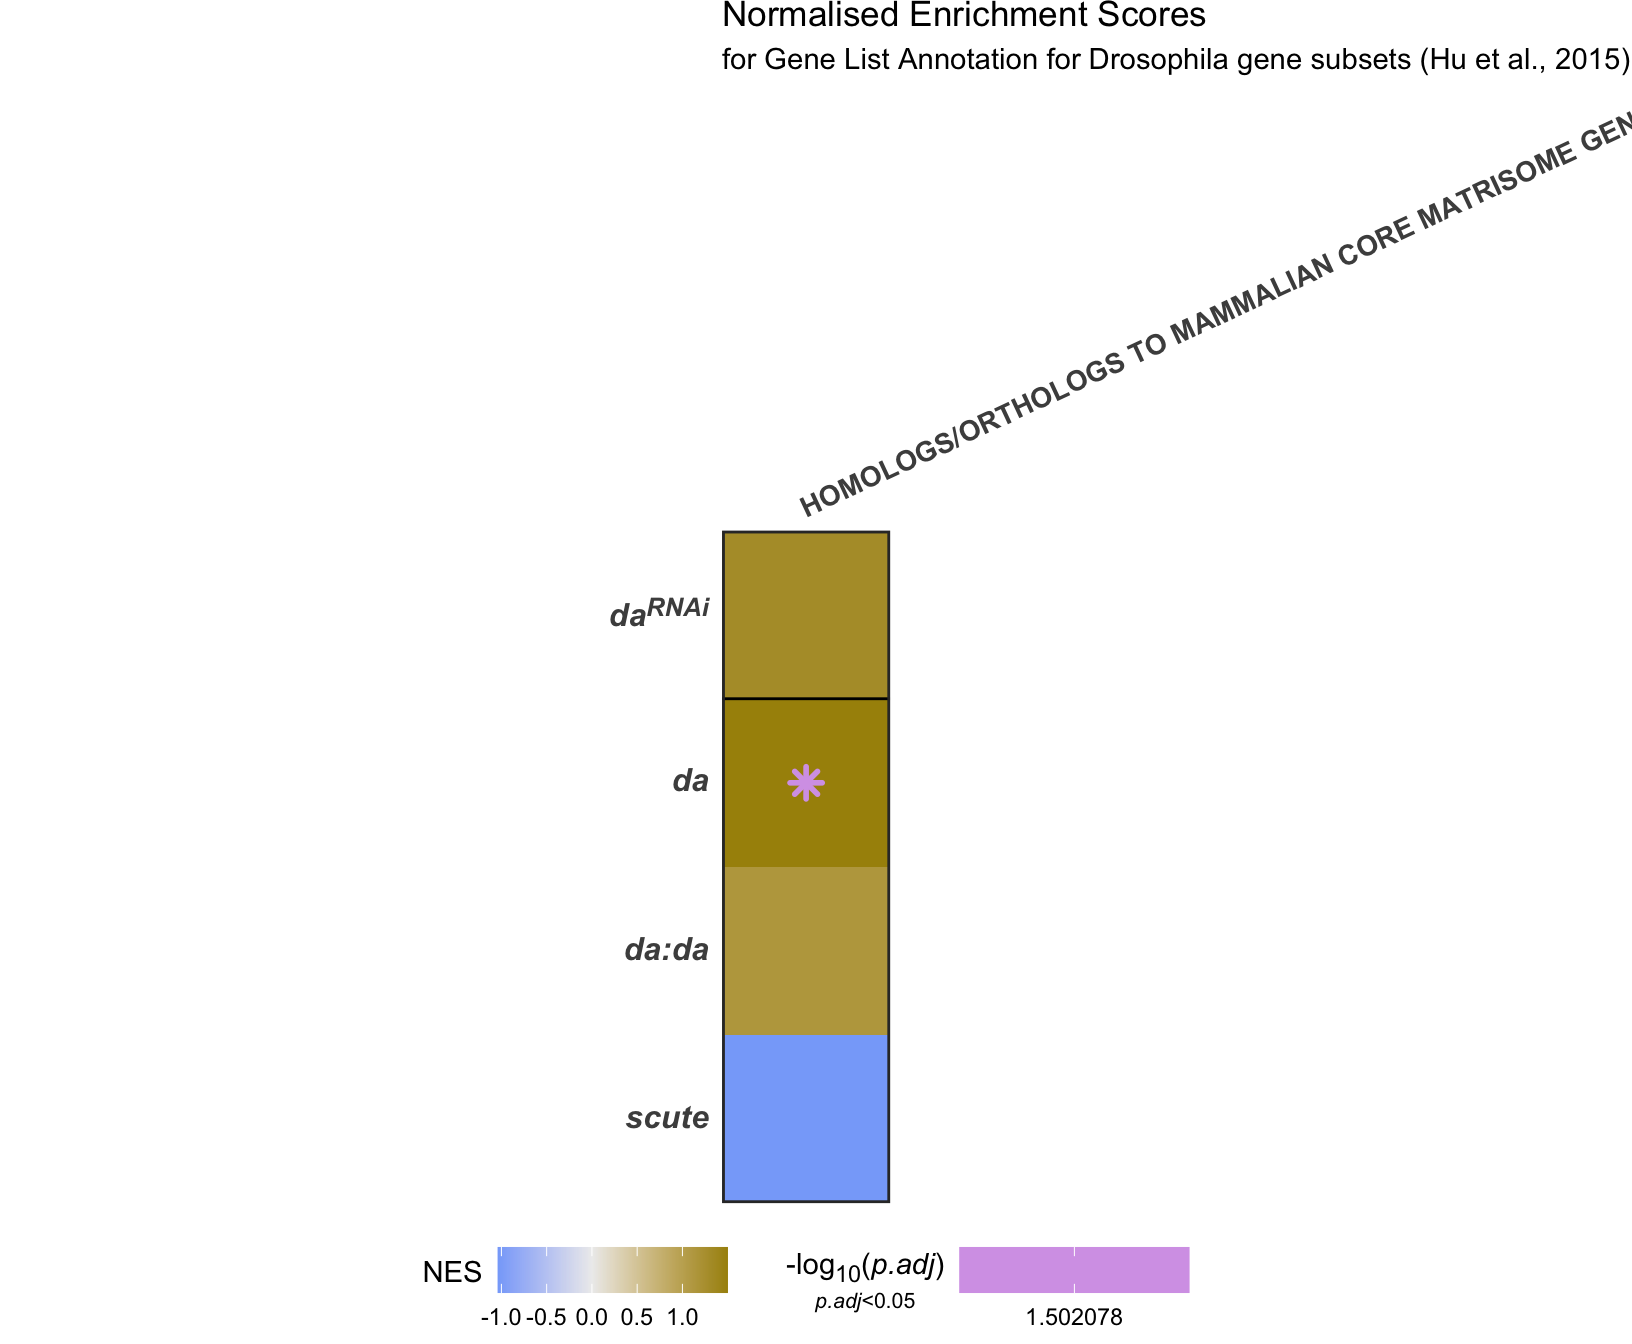 Normalised Enrichment Scores
for Gene List Annotation for Drosophila gene subsets (Hu et al., 2015)
HOMOLOGS/ORTHOLOGS TO MAMMALIAN CORE MATRISOME GEN
daRNAi
da
da:da
scute
NES
-1.0 -0.5 0.0 0.5 1.0
-log10(p.adj)
p.adj<0.05
1.502078